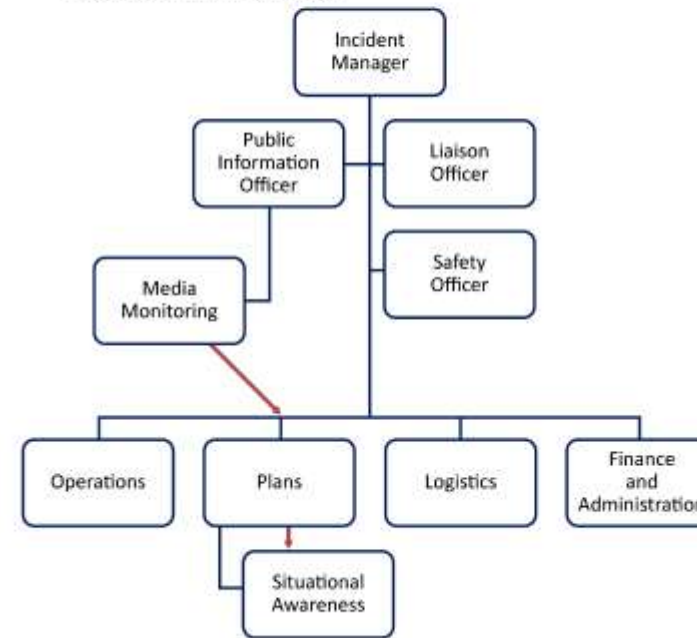 Incident
Manager
Public
Information
Officer
Liaison
Officer
Safety
Officer
Media
Monitoring
Operations
Plans
Logistics
Finance
and
Administration
Situational
Awareness